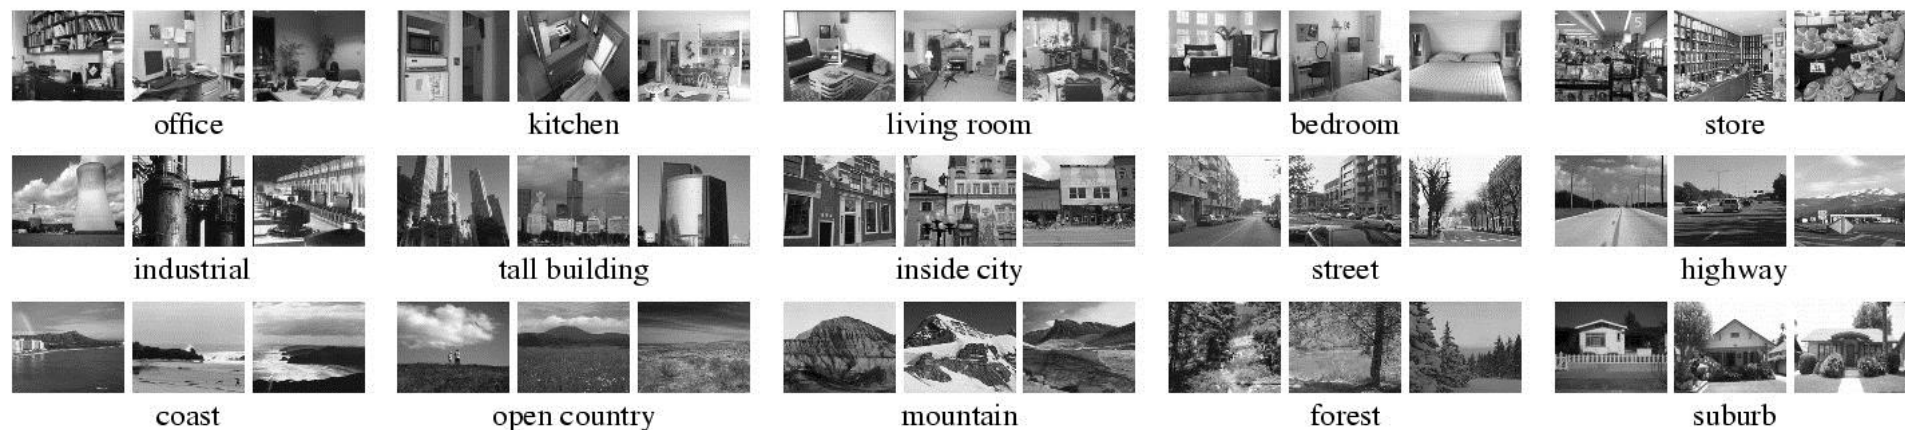 office kitchen living room bedroom store
industrial tall building inside city street highway
coast open country mountain forest suburb